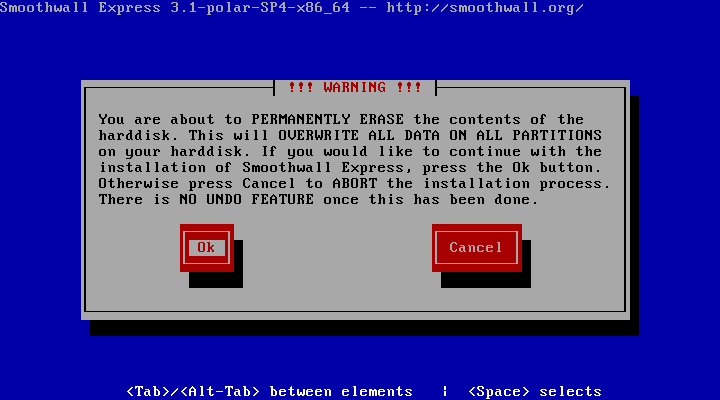 Smoothwall Express 3.1-polar-SP4-x86_64 -- http://smoothwall.org/
!!! WARNING !!!
You are about to PERMANENTLY ERASE the contents of the
harddisk. This will OVERWRITE ALL DATA ON ALL PARTITIONS
on your harddisk. If you would like to continue with the
installation of Smoothwall Express, press the Ok button.
Otherwise press Cancel to ABORT the installation process.
There is NO UNDO FEATURE once this has been done.
Ok Cancel
<Tab>/<Alt-Tab> between elements | <Space> selects